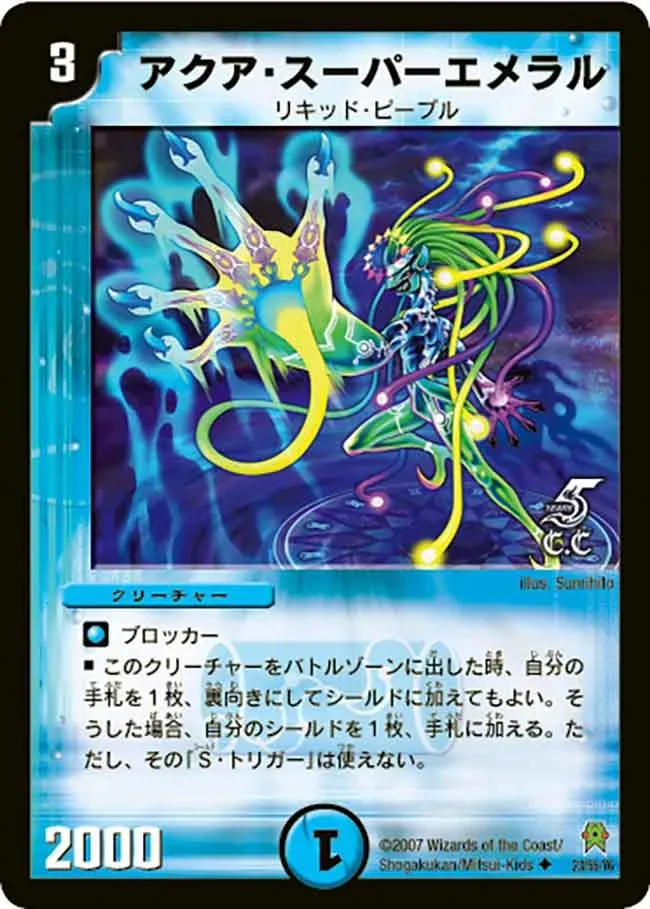 3
アクア・スーパーエメラル
リキッド・ピープル
5
C.C
illus. Sunnhilo
クリーチャー
ブロッカー
■ このクリーチャーをバトルゾーンに出した時、自分の
手札を1枚、裏向きにしてシールドに加えてもよい。そ
うした場合、自分のシールドを1枚、手札に加える。た
だし、その「S・トリガー」は使えない。
2000
1
©2007 Wizards of the Coast/
Shogakukan/Mitsui-Kids ◆